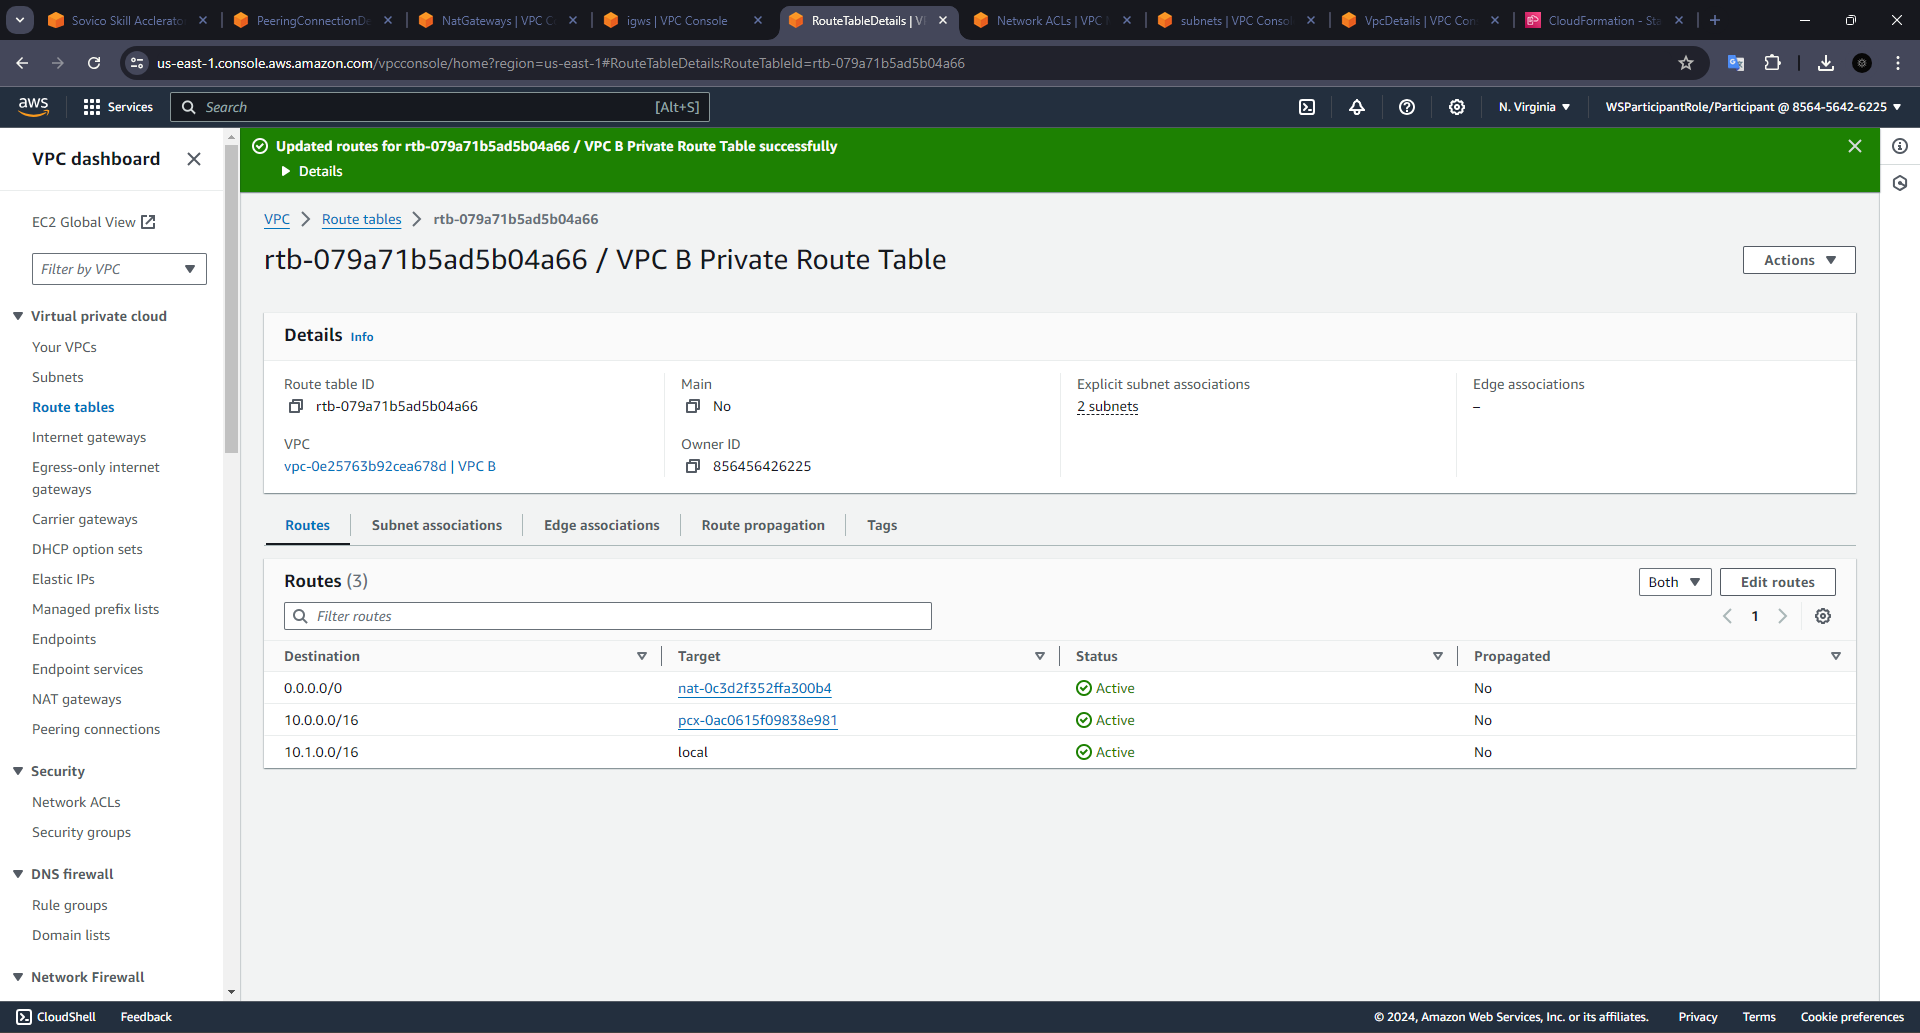 Sovico Skill Acclerato
PeeringConnectionDe
NatGateways | VPC C
igws | VPC Console
RouteTableDetails | V
Network ACLs | VPC
subnets | VPC Conso
VpcDetails | VPC Con
CloudFormation - Sta
us-east-1.console.aws.amazon.com/vpcconsole/home?region=us-east-1#RouteTableDetails:RouteTableId=rtb-079a71b5ad5b04a66
aws
Services
Search
[Alt+S]
N. Virginia
WSParticipantRole/Participant @ 8564-5642-6225
VPC dashboard
EC2 Global View
Filter by VPC
Virtual private cloud
Your VPCs
Subnets
Route tables
Internet gateways
Egress-only internet
gateways
Carrier gateways
DHCP option sets
Elastic IPs
Managed prefix lists
Endpoints
Endpoint services
NAT gateways
Peering connections
Security
Network ACLs
Security groups
DNS firewall
Rule groups
Domain lists
Network Firewall
Updated routes for rtb-079a71b5ad5b04a66 / VPC B Private Route Table successfully
Details
VPC
Route tables
rtb-079a71b5ad5b04a66
rtb-079a71b5ad5b04a66 / VPC B Private Route Table
Actions
Details Info
Route table ID
rtb-079a71b5ad5b04a66
Main
No
Explicit subnet associations
2 subnets
Edge associations
–
VPC
vpc-0e25763b92cea678d | VPC B
Owner ID
856456426225
Routes
Subnet associations
Edge associations
Route propagation
Tags
Routes (3)
Both
Edit routes
Filter routes
1
Destination Target Status Propagated
0.0.0.0/0 nat-0c3d2f352ffa300b4 Active No
10.0.0.0/16 pcx-0ac0615f09838e981 Active No
10.1.0.0/16 local Active No
CloudShell
Feedback
© 2024, Amazon Web Services, Inc. or its affiliates.
Privacy
Terms
Cookie preferences